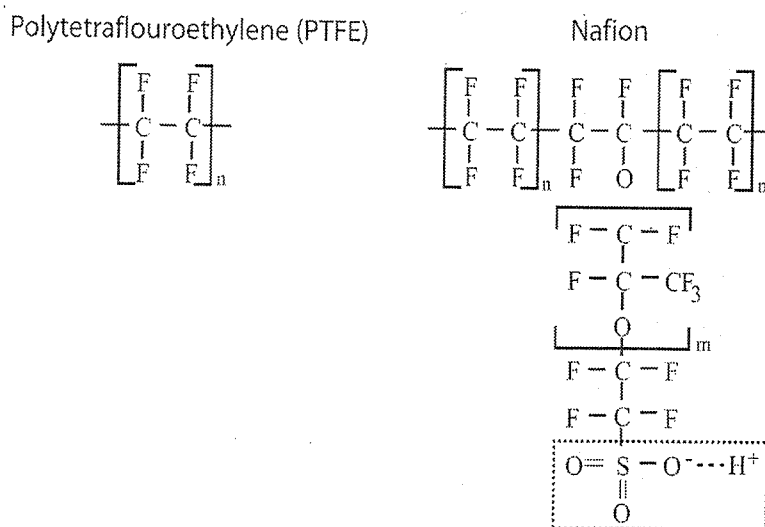 Polytetraflouroethylene (PTFE) Nafion
F F F F F F F F
C C C C C C C C
F F n F F n F O F F n
F C F
F C CF3
O
m
F C F
F C F
O S O- H+
O